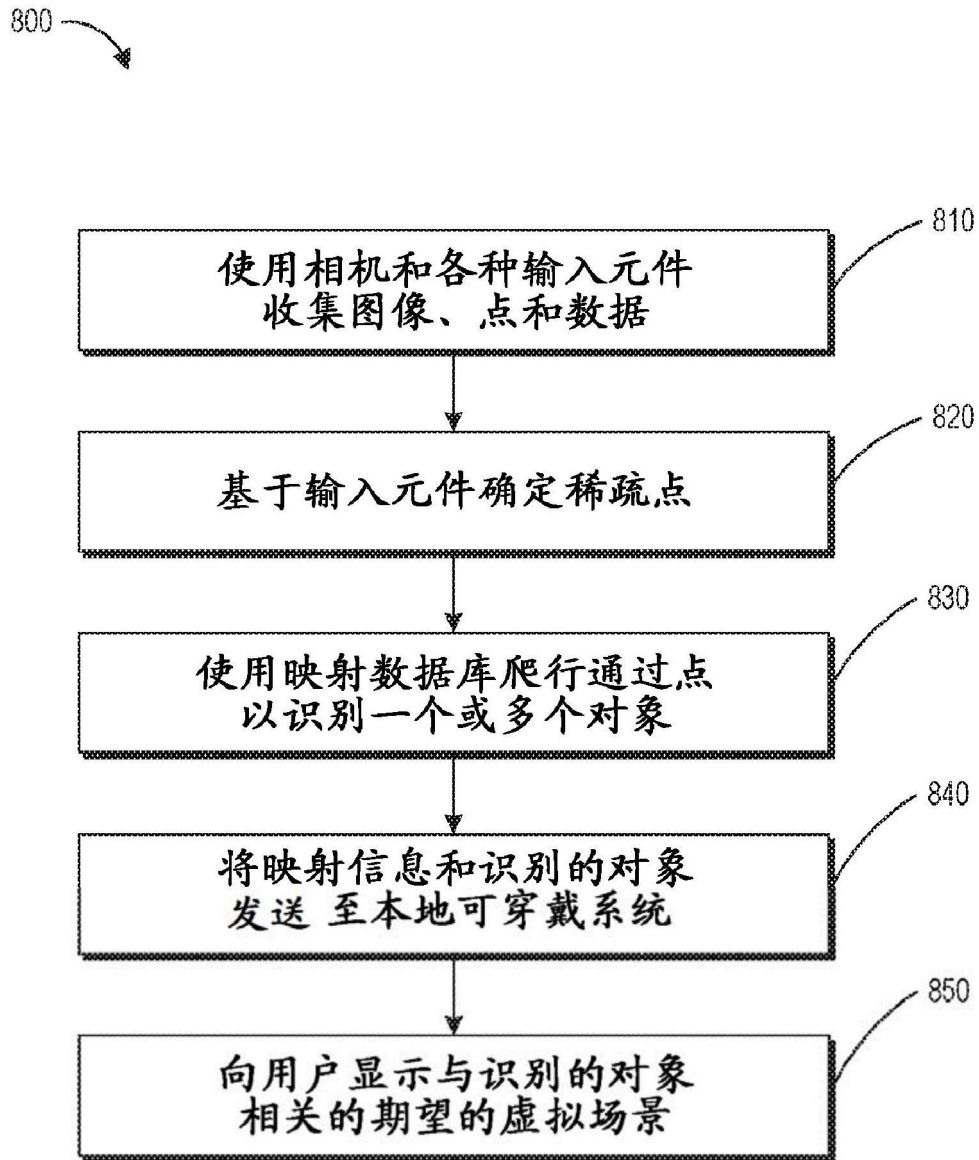 800
810
使用相机和各种输入元件
收集图像、点和数据
820
基于输入元件确定稀疏点
830
使用映射数据库爬行通过点
以识别一个或多个对象
840
将映射信息和识别的对象
发送 至本地可穿戴系统
850
向用户显示与识别的对象
相关的期望的虚拟场景